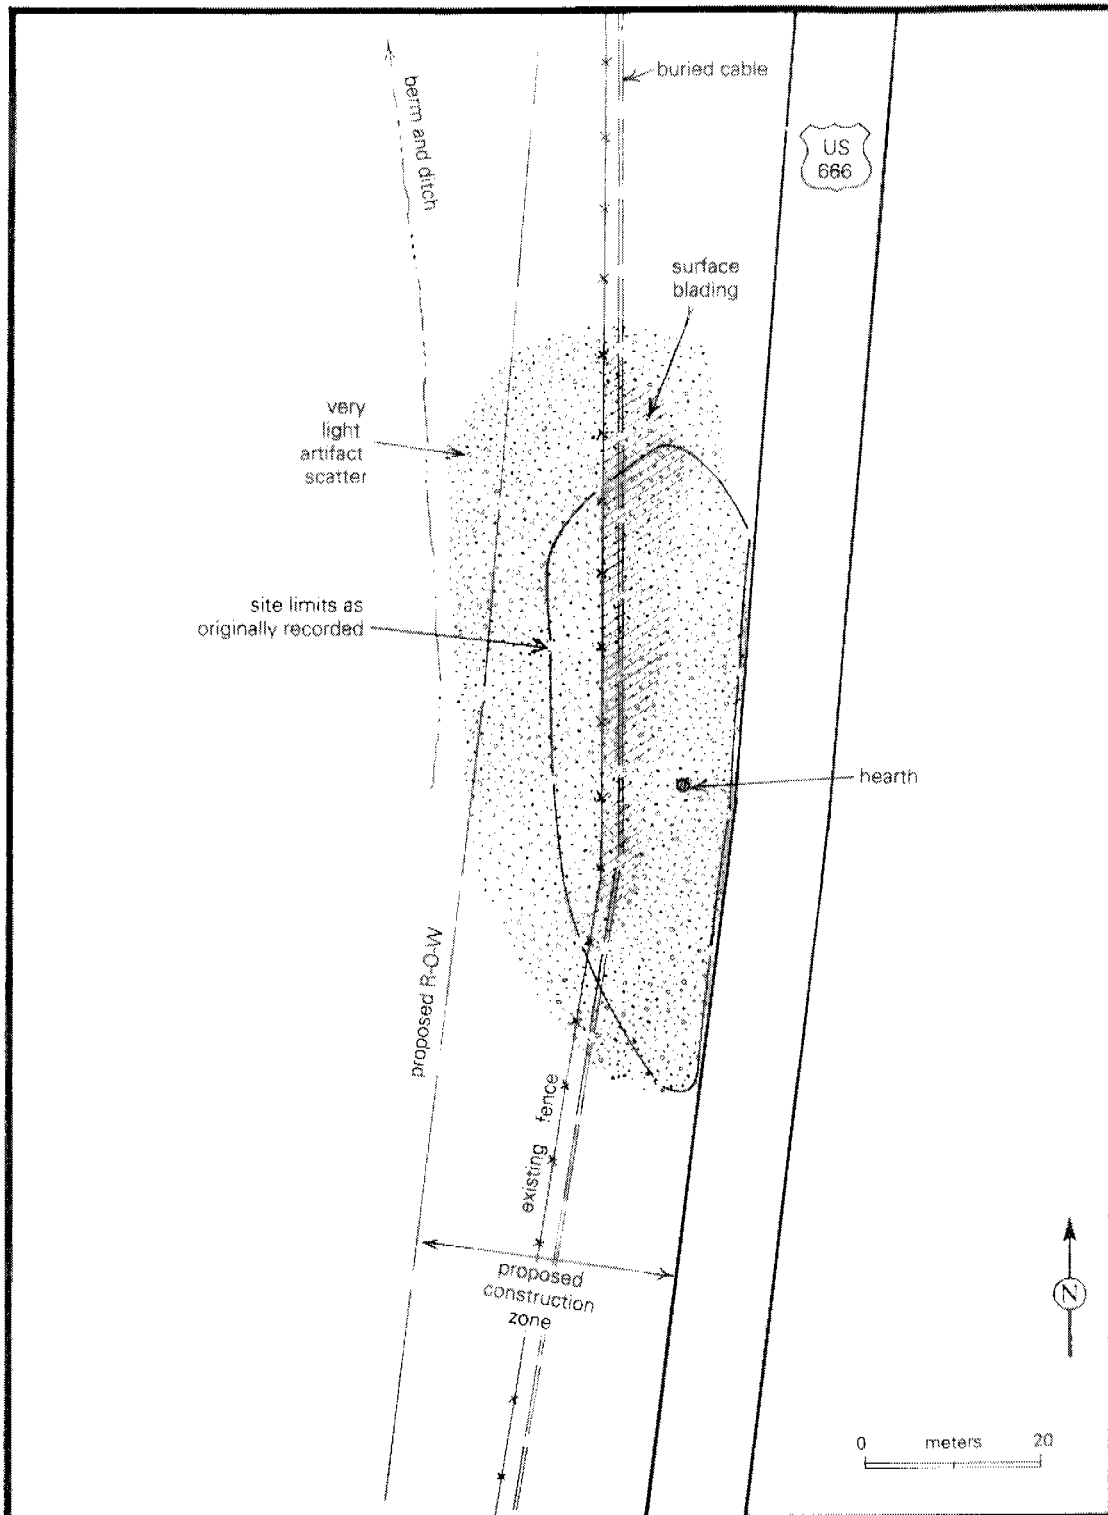 buried cable
berm and ditch
US
666
surface
blading
very
light
artifact
scatter
site limits as
originally recorded
hearth
proposed R-O-W
existing fence
proposed
construction
zone
N
0 meters 20